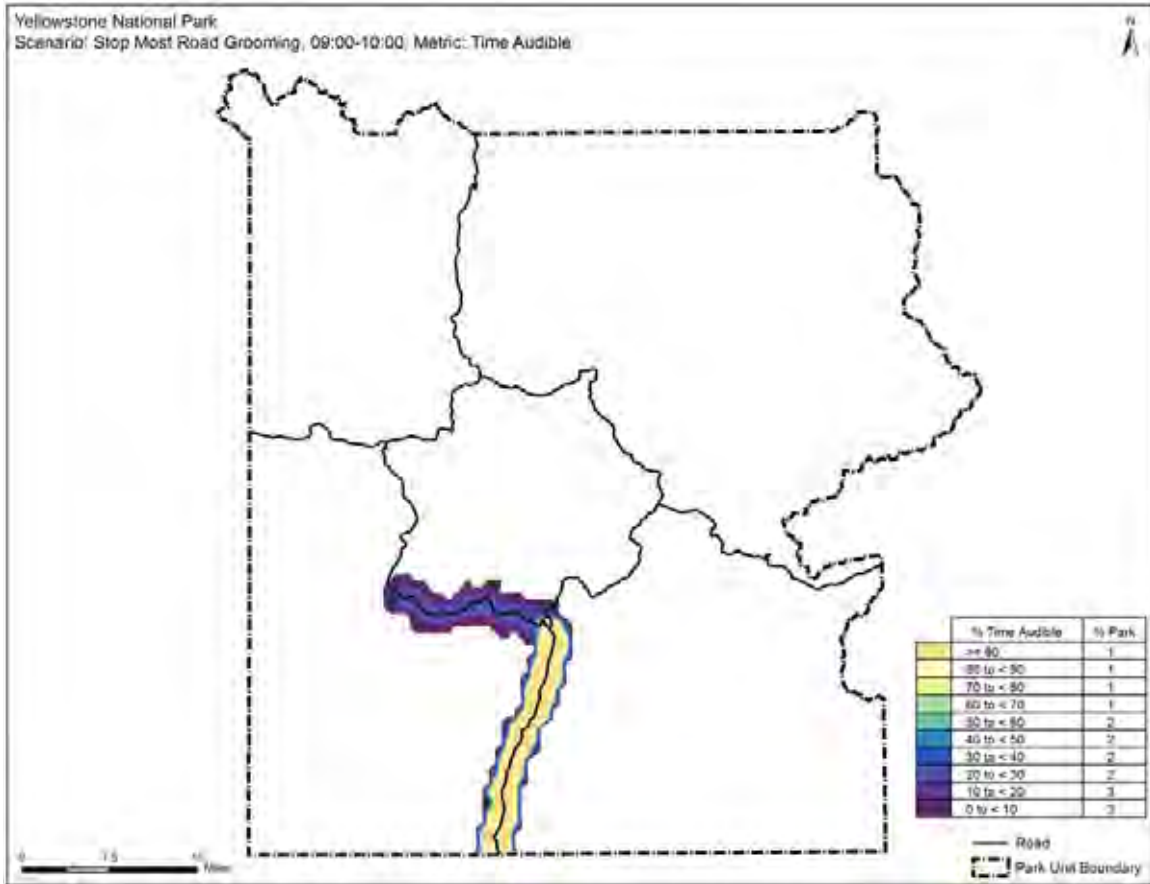 Yellowstone National Park
Scenario: Stop Most Road Grooming, 09:00-10:00, Metric: Time Audible
N
% Time Audible % Park
>= 90 1
80 to < 90 1
70 to < 80 1
60 to < 70 1
50 to < 60 2
40 to < 50 2
30 to < 40 2
20 to < 30 2
10 to < 20 3
0 to < 10 3
0 7.5
Miles
Road
Park Unit Boundary